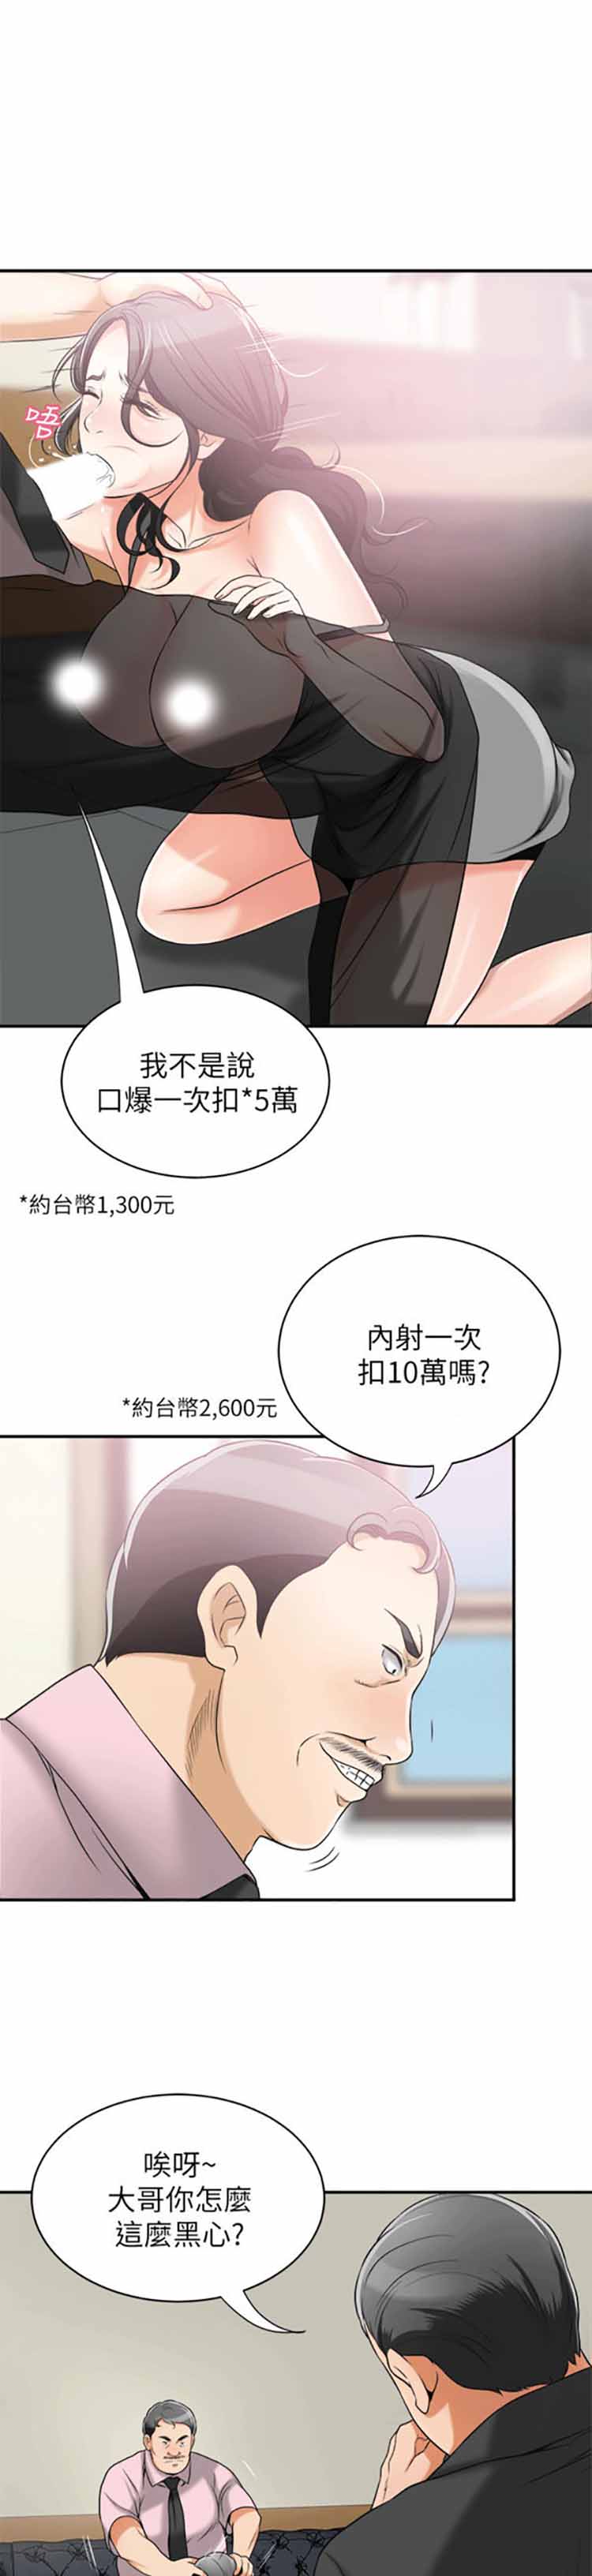 唔
我不是說
口爆一次扣*5萬
*約台幣1,300元
內射一次
扣10萬嗎?
*約台幣2,600元
唉呀~
大哥你怎麼
這麼黑心?